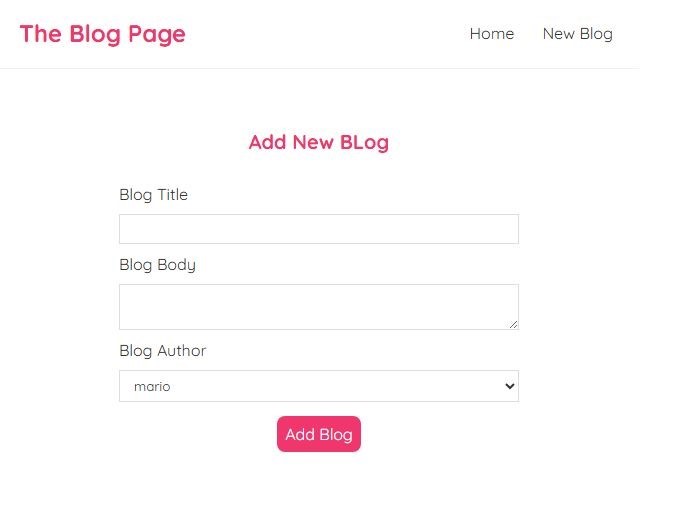 The Blog Page
Home
New Blog
Add New BLog
Blog Title
Blog Body
Blog Author
mario
Add Blog